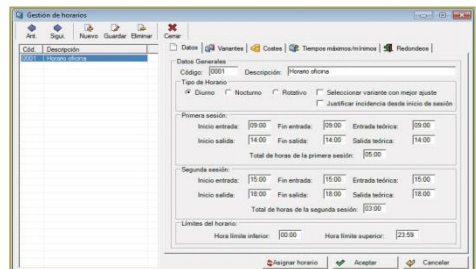 Gestión de horarios
Ant. Sigui. Nuevo Guardar Eliminar Cerrar
Cód. Descripción
0001 Horario oficina
Datos Variantes Costes Tiempos máximos/mínimos Redondeos
Datos Generales
Código: 0001 Descripción: Horario oficina
Tipo de Horario
Diurno Nocturno Rotativo Seleccionar variante con mejor ajuste
Justificar incidencia desde inicio de sesión
Primera sesión:
Inicio entrada: 09:00 Fin entrada: 09:00 Entrada teórica: 09:00
Inicio salida: 14:00 Fin salida: 14:00 Salida teórica: 14:00
Total de horas de la primera sesión: 05:00
Segunda sesión:
Inicio entrada: 15:00 Fin entrada: 15:00 Entrada teórica: 15:00
Inicio salida: 18:00 Fin salida: 18:00 Salida teórica: 18:00
Total de horas de la segunda sesión: 03:00
Límites del horario:
Hora límite inferior: 00:00 Hora límite superior: 23:59
Asignar horario Aceptar Cancelar